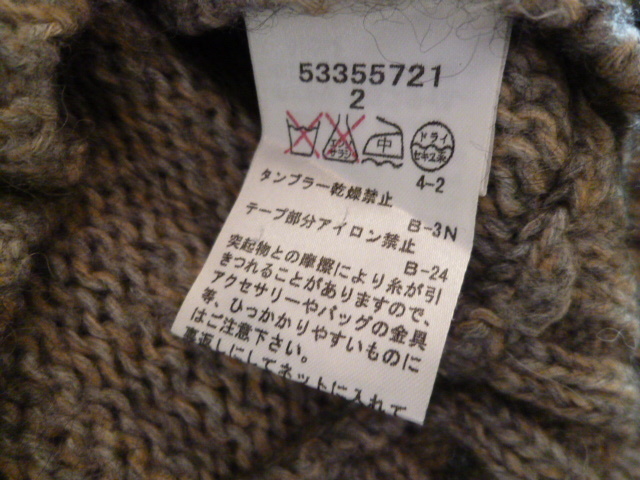 53355721
2
エンソ
サラシ
中
ドライ
セキユ系
4-2
タンブラー乾燥禁止
B-3N
テープ部分アイロン禁止
B-24
突起物との摩擦により糸が引
きつれることがありますので、
アクセサリーやバッグの金具
等、ひっかかりやすいものに
はご注意下さい。
裏返しにしてネットに入れて